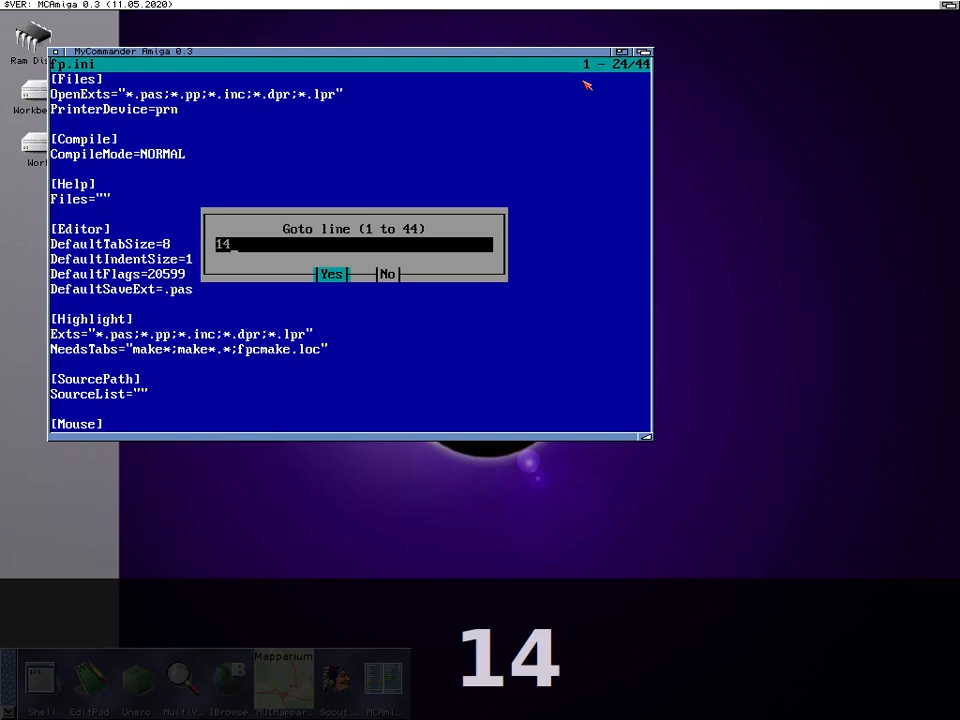 $VER: MCAmiga 0.3 (11.05.2020)
Ram Dis
Workbe
Work
MyCommander Amiga 0.3
fp.ini 1 - 24/44
[Files]
OpenExts="*.pas;*.pp;*.inc;*.dpr;*.lpr"
PrinterDevice=prn
[Compile]
CompileMode=NORMAL
[Help]
Files=""
[Editor]
DefaultTabSize=8
DefaultIndentSize=1
DefaultFlags=20599
DefaultSaveExt=.pas
[Highlight]
Exts="*.pas;*.pp;*.inc;*.dpr;*.lpr"
NeedsTabs="make*;make*.*;fpcmake.loc"
[SourcePath]
SourceList=""
[Mouse]
Goto line (1 to 44)
14_
Yes No
14
Mapparium
Shell EditPad Unarc MultiV... IBrowse MUIMappar... Scout... MCAmi...